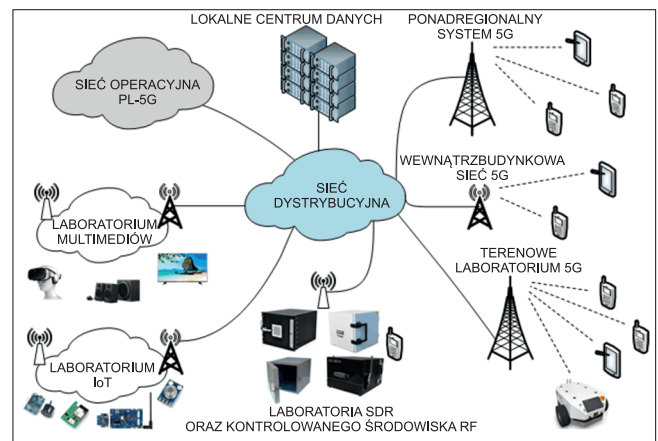 LOKALNE CENTRUM DANYCH
PONADREGIONALNY
SYSTEM 5G
SIEĆ OPERACYJNA
PL-5G
WEWNĄTRZBUDYNKOWA
SIEĆ 5G
SIEĆ
DYSTRYBUCYJNA
LABORATORIUM
MULTIMEDIÓW
TERENOWE
LABORATORIUM 5G
LABORATORIUM
IoT
LABORATORIA SDR
ORAZ KONTROLOWANEGO ŚRODOWISKA RF